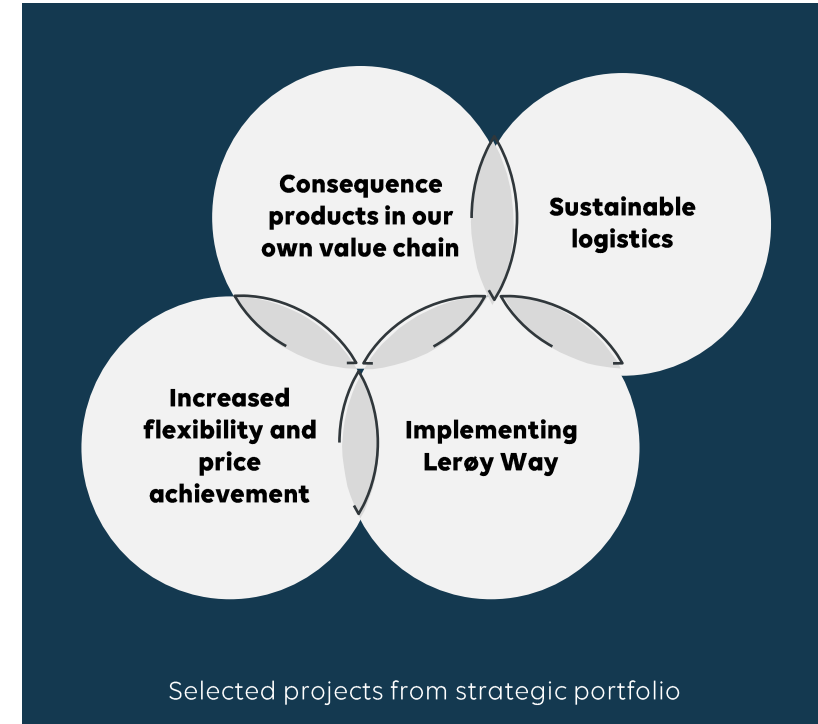 Consequence
products in our
own value chain
Sustainable
logistics
Increased
flexibility and
price
achievement
Implementing
Lerøy Way
Selected projects from strategic portfolio